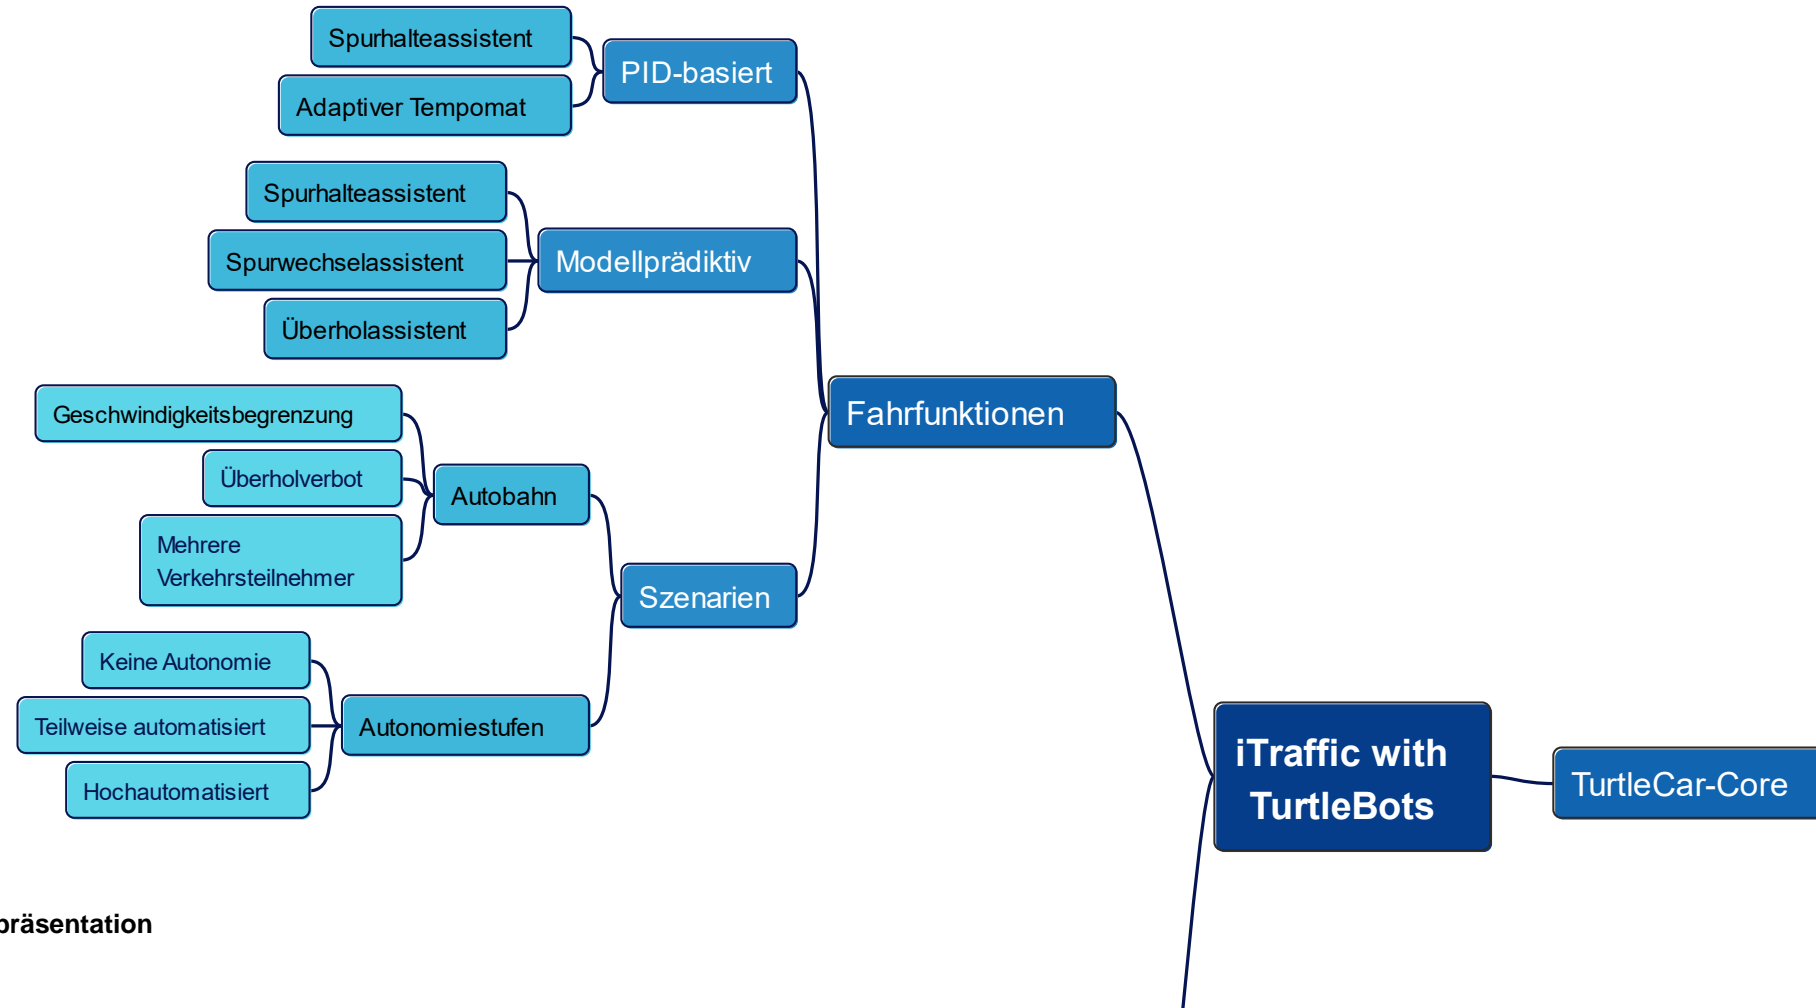 Spurhalteassistent
Adaptiver Tempomat
PID-basiert
Spurhalteassistent
Spurwechselassistent
Überholassistent
Modellprädiktiv
Fahrfunktionen
Geschwindigkeitsbegrenzung
Überholverbot
Mehrere
Verkehrsteilnehmer
Autobahn
Szenarien
Keine Autonomie
Teilweise automatisiert
Hochautomatisiert
Autonomiestufen
iTraffic with
TurtleBots
TurtleCar-Core
präsentation